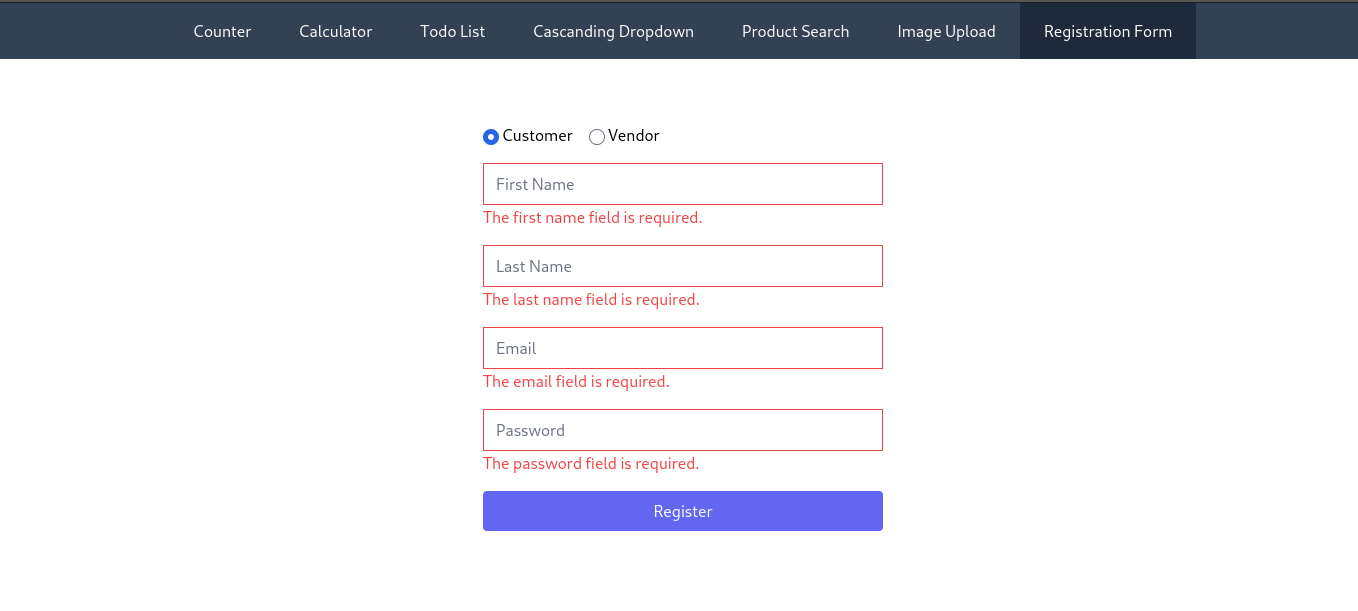 Counter Calculator Todo List Cascanding Dropdown Product Search Image Upload Registration Form
Customer Vendor
First Name
The first name field is required.
Last Name
The last name field is required.
Email
The email field is required.
Password
The password field is required.
Register